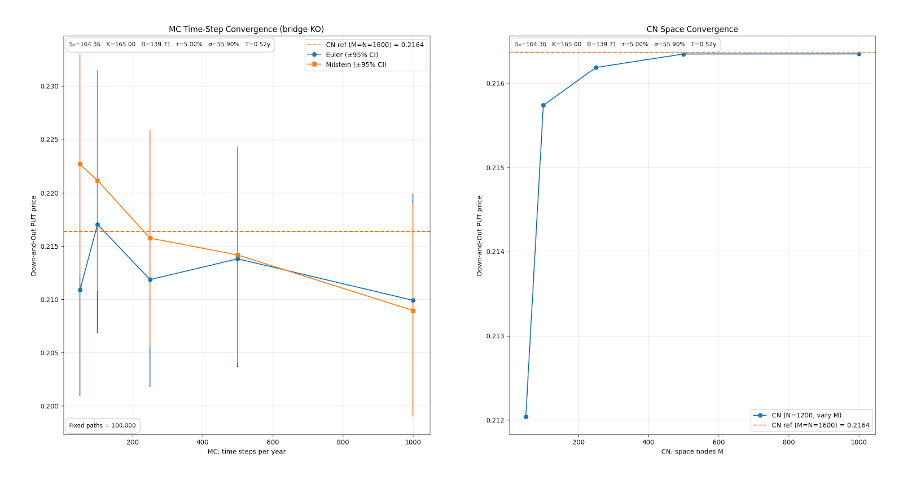 MC Time-Step Convergence (bridge KO)
S₀=164.36 K=165.00 B=139.71 r=5.00% σ=55.90% T=0.52y
CN ref (M=N=1600) = 0.2164
Euler (±95% CI)
Milstein (±95% CI)
0.230
0.225
0.220
0.215
0.210
0.205
0.200
Down-and-Out PUT price
Fixed paths = 100,000
200
400
600
800
1000
MC: time steps per year
CN Space Convergence
S₀=164.36 K=165.00 B=139.71 r=5.00% σ=55.90% T=0.52y
0.216
0.215
0.214
0.213
0.212
Down-and-Out PUT price
CN (N=1200, vary M)
CN ref (M=N=1600) = 0.2164
200
400
600
800
1000
CN: space nodes M